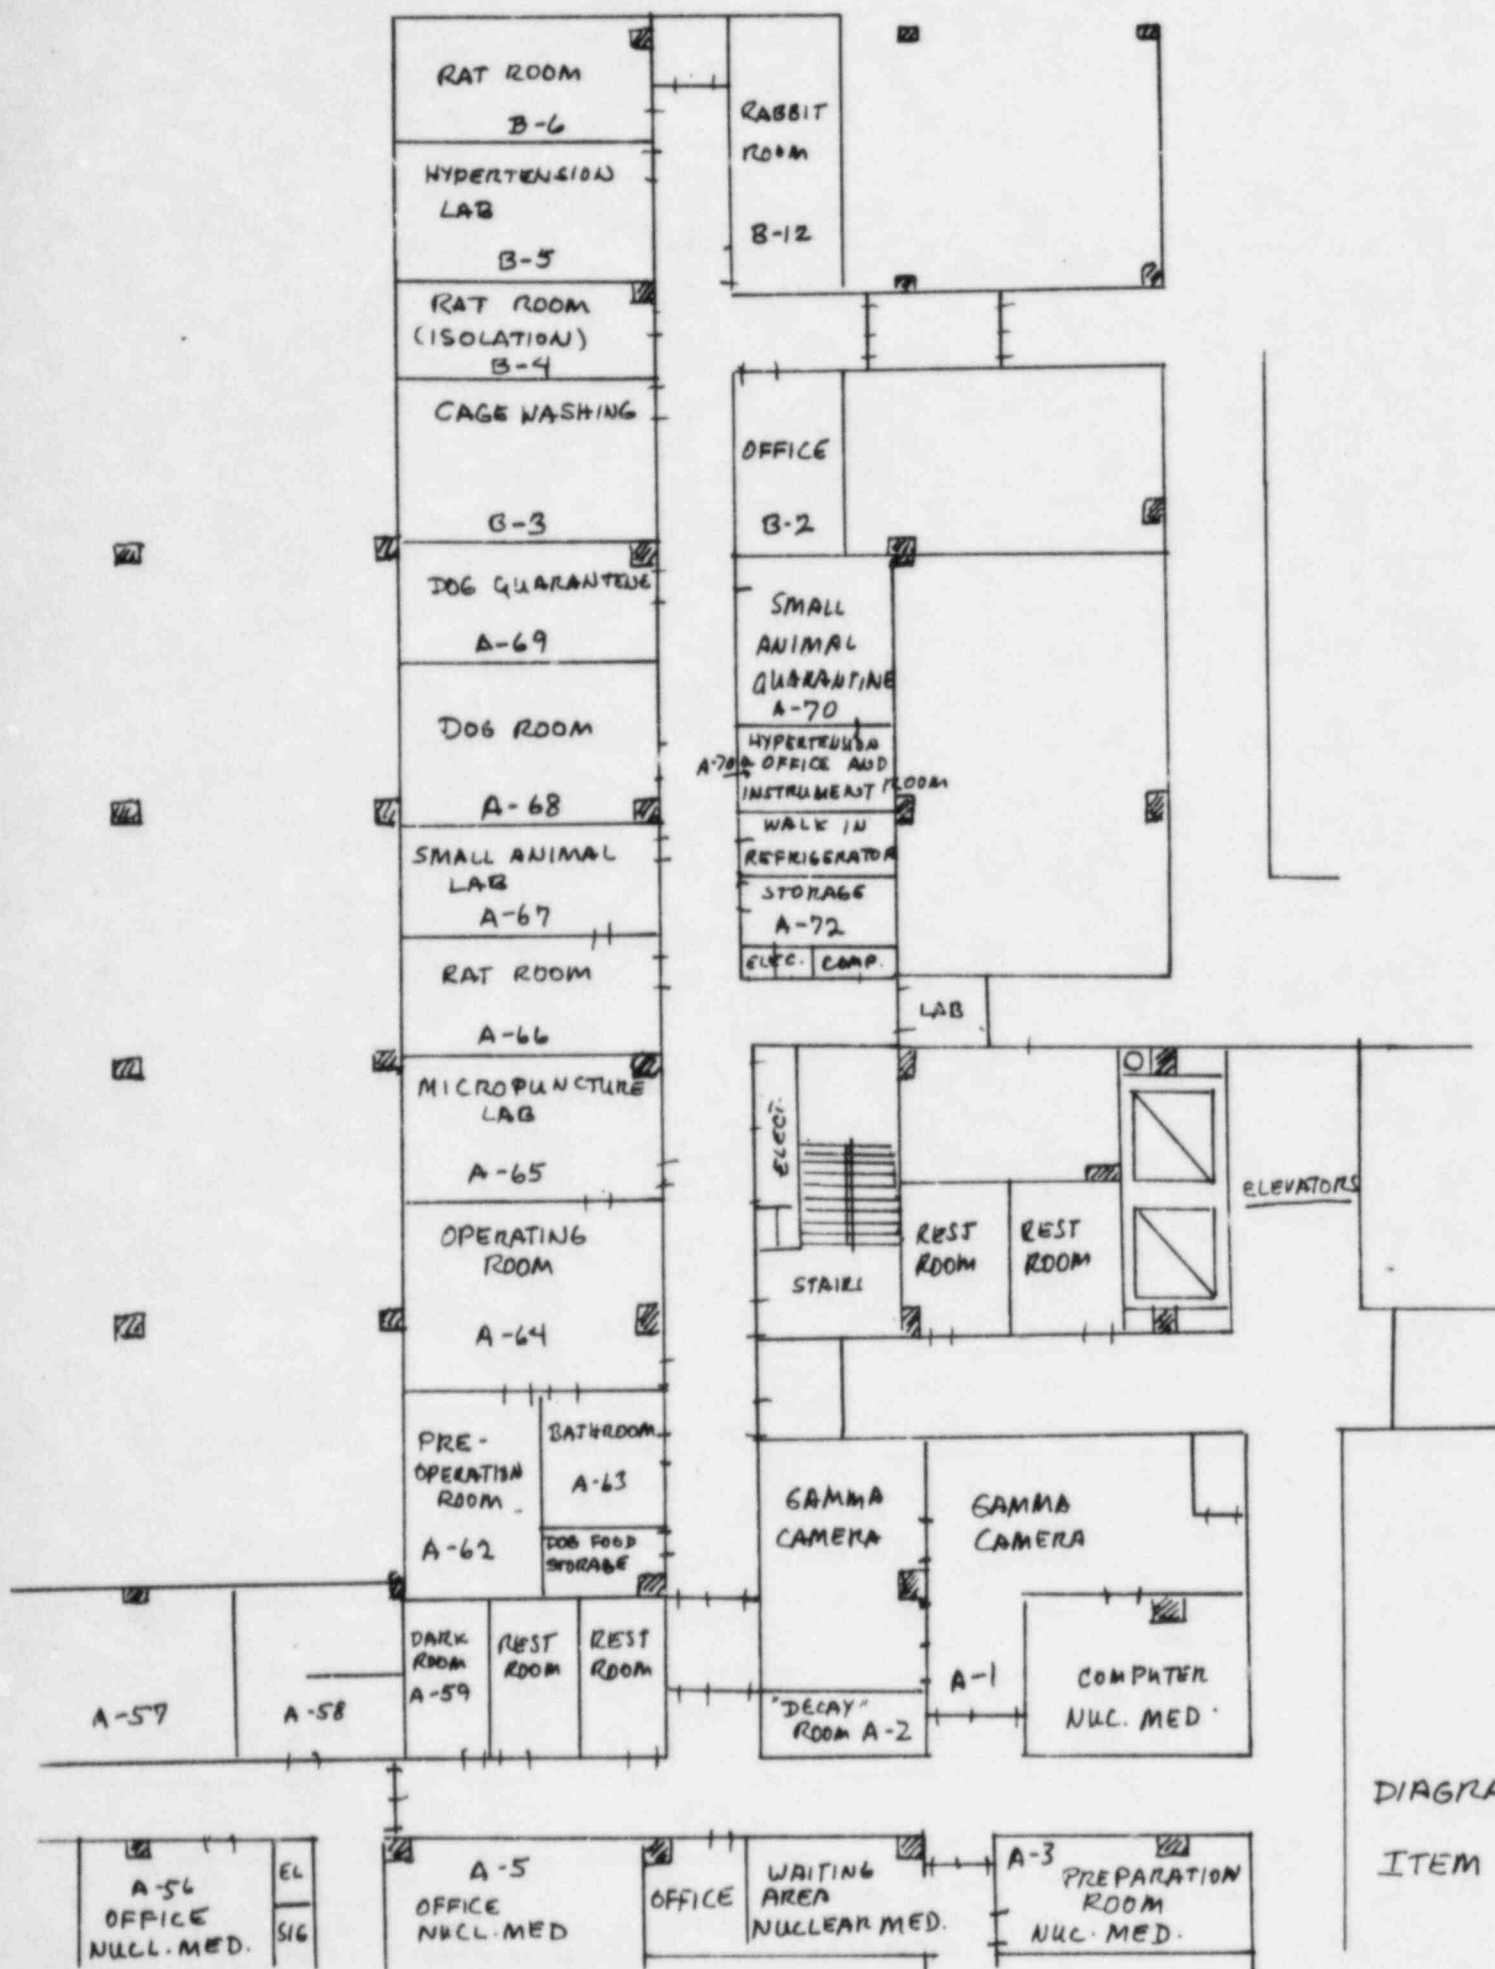 RAT ROOM
B-6
HYPERTENSION
LAB
B-5
RAT ROOM
(ISOLATION)
B-4
CAGE WASHING
B-3
DOG QUARANTENE
A-69
DOG ROOM
A-68
SMALL ANIMAL
LAB
A-67
RAT ROOM
A-66
MICROPUNCTURE
LAB
A-65
OPERATING
ROOM
A-64
PRE-
OPERATION
ROOM
A-62
BATHROOM
A-63
DOG FOOD
STORAGE
DARK
ROOM
A-59
REST
ROOM
REST
ROOM
A-57
A-58
RABBIT
ROOM
B-12
OFFICE
B-2
SMALL
ANIMAL
QUARANTINE
A-70
HYPERTENSION
OFFICE AND
INSTRUMENT ROOM
WALK IN
REFRIGERATOR
STORAGE
A-72
ELEC.
COMP.
LAB
ELECT.
STAIRS
REST
ROOM
REST
ROOM
ELEVATORS
GAMMA
CAMERA
GAMMA
CAMERA
"DECAY"
ROOM A-2
A-1
COMPUTER
NUC. MED.
A-56
OFFICE
NUCL. MED.
EL
SIG
A-5
OFFICE
NUCL. MED
OFFICE
WAITING
AREA
NUCLEAR MED.
A-3
PREPARATION
ROOM
NUC. MED.
DIAGRA
ITEM